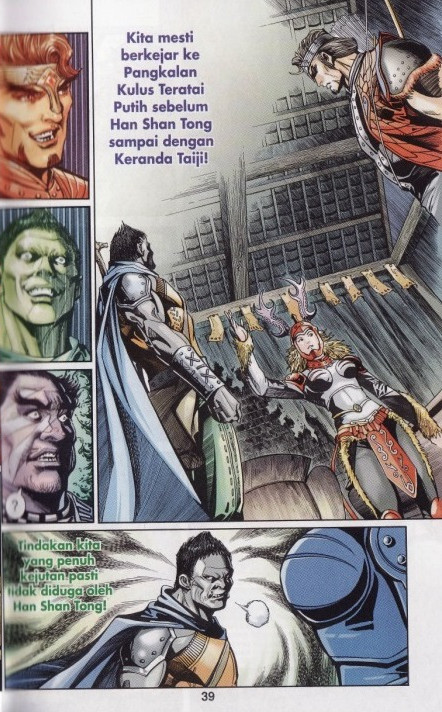 Kita mesti
berkejar ke
Pangkalan
Kulus Teratai
Putih sebelum
Han Shan Tong
sampai dengan
Keranda Taiji!
Tindakan kita
yang penuh
kejutan pasti
tidak diduga oleh
Han Shan Tong!
39